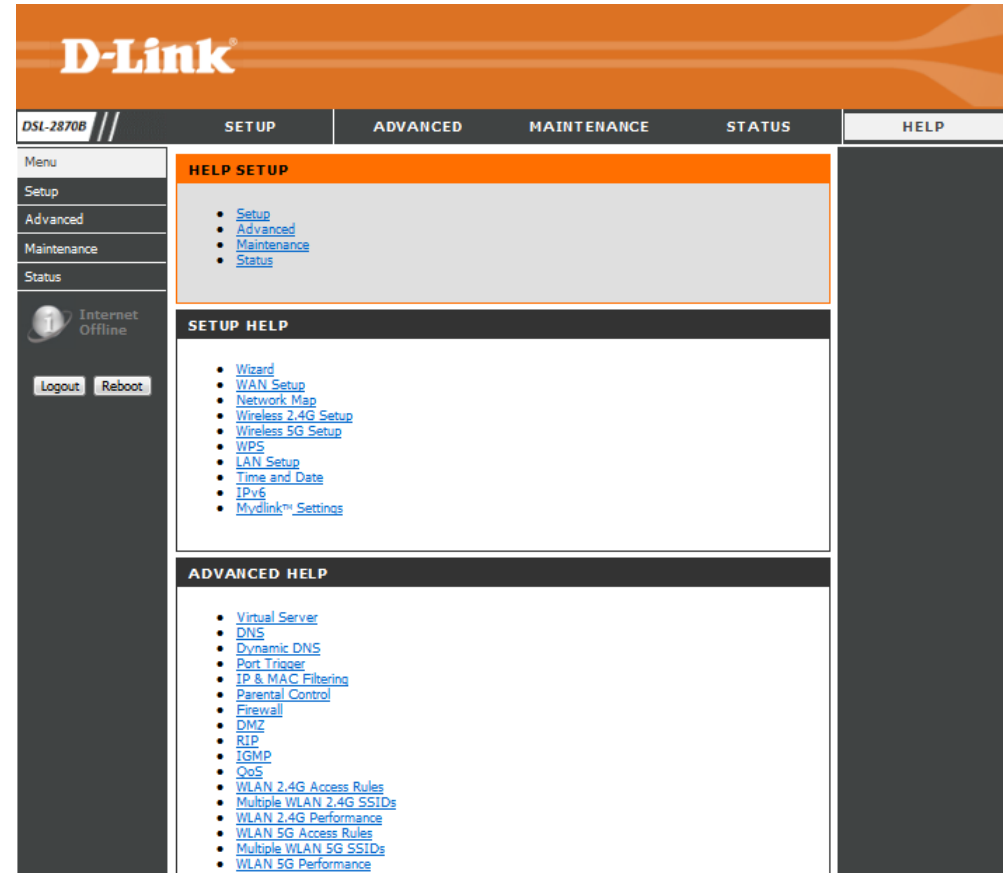 D-Link®
DSL-2870B
SETUP
ADVANCED
MAINTENANCE
STATUS
HELP
Menu
Setup
Advanced
Maintenance
Status
Internet
Offline
Logout
Reboot
HELP SETUP
Setup
Advanced
Maintenance
Status
SETUP HELP
Wizard
WAN Setup
Network Map
Wireless 2.4G Setup
Wireless 5G Setup
WPS
LAN Setup
Time and Date
IPv6
Mydlink™ Settings
ADVANCED HELP
Virtual Server
DNS
Dynamic DNS
Port Trigger
IP & MAC Filtering
Parental Control
Firewall
DMZ
RIP
IGMP
QoS
WLAN 2.4G Access Rules
Multiple WLAN 2.4G SSIDs
WLAN 2.4G Performance
WLAN 5G Access Rules
Multiple WLAN 5G SSIDs
WLAN 5G Performance